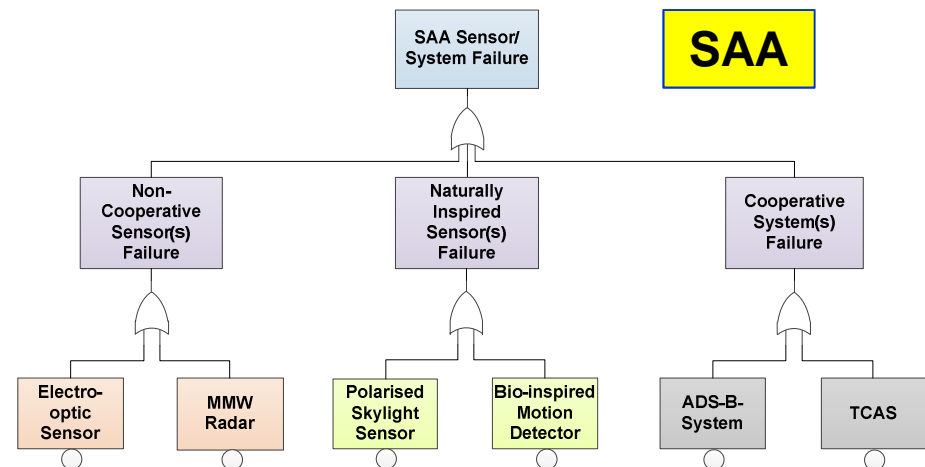 SAA Sensor/
System Failure
SAA
Non-
Cooperative
Sensor(s)
Failure
Naturally
Inspired
Sensor(s)
Failure
Cooperative
System(s)
Failure
Electro-
optic
Sensor
MMW
Radar
Polarised
Skylight
Sensor
Bio-inspired
Motion
Detector
ADS-B-
System
TCAS